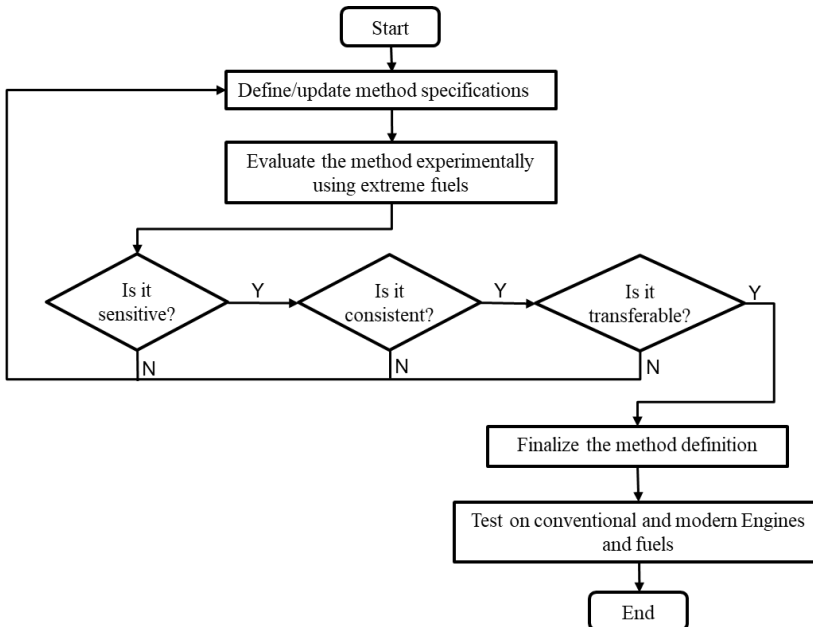 Start
Define/update method specifications
Evaluate the method experimentally
using extreme fuels
Is it
sensitive?
Y
Is it
consistent?
Y
Is it
transferable?
Y
N
N
N
Finalize the method definition
Test on conventional and modern Engines
and fuels
End